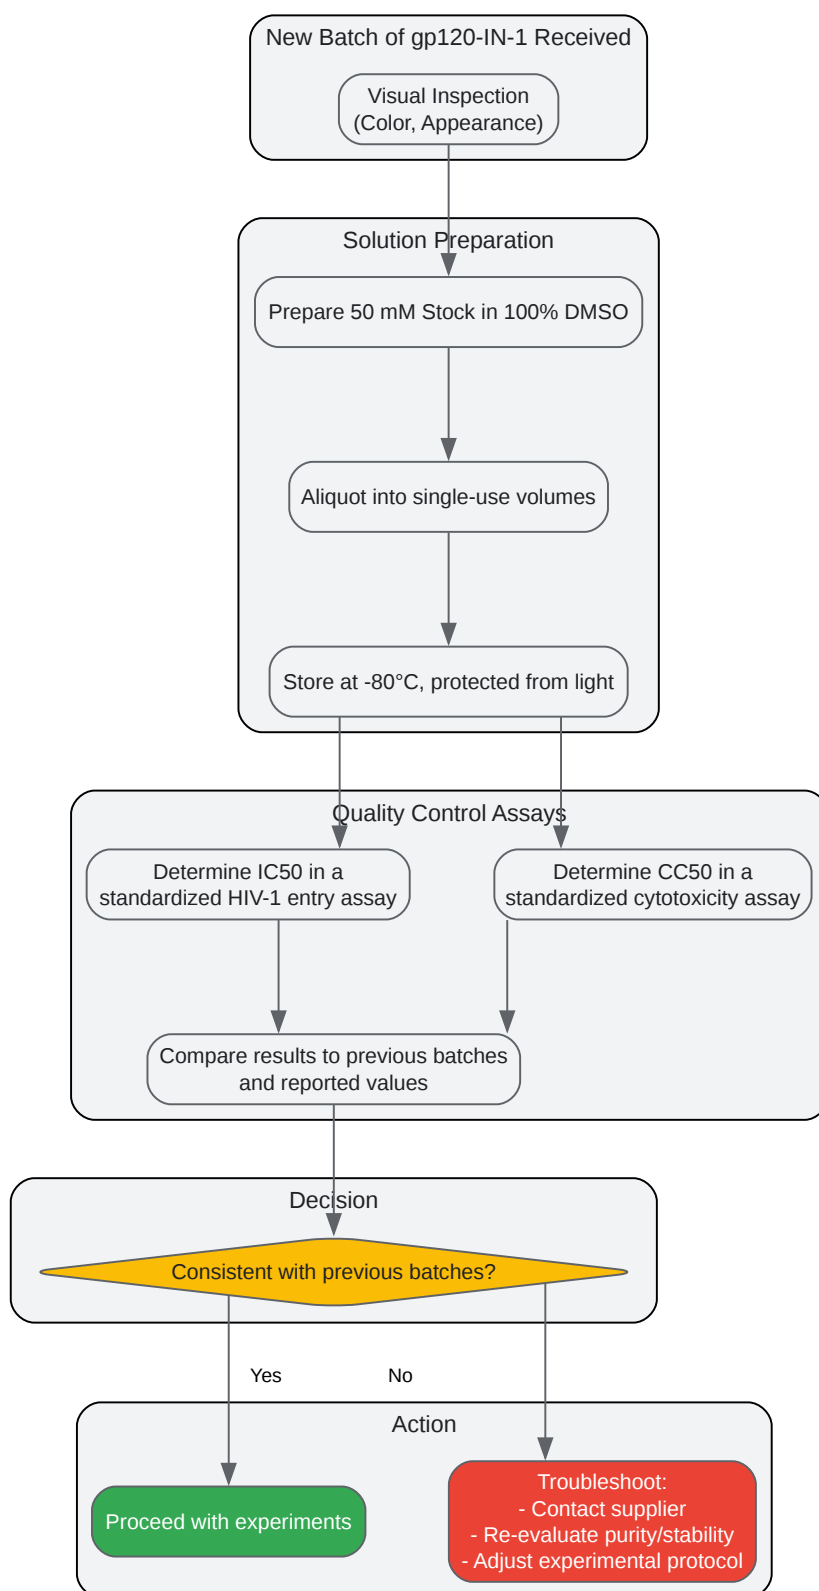 New Batch of gp120-IN-1 Received
Visual Inspection
(Color, Appearance)
Solution Preparation
Prepare 50 mM Stock in 100% DMSO
Aliquot into single-use volumes
Store at -80°C, protected from light
Quality Control Assays
Determine IC50 in a
standardized HIV-1 entry assay
Determine CC50 in a
standardized cytotoxicity assay
Compare results to previous batches
and reported values
Decision
Consistent with previous batches?
Yes
No
Action
Proceed with experiments
Troubleshoot:
- Contact supplier
- Re-evaluate purity/stability
- Adjust experimental protocol